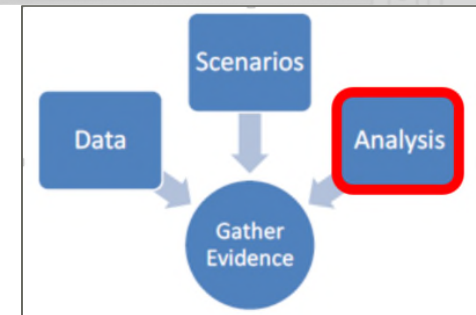 Scenarios
Data
Analysis
Gather
Evidence